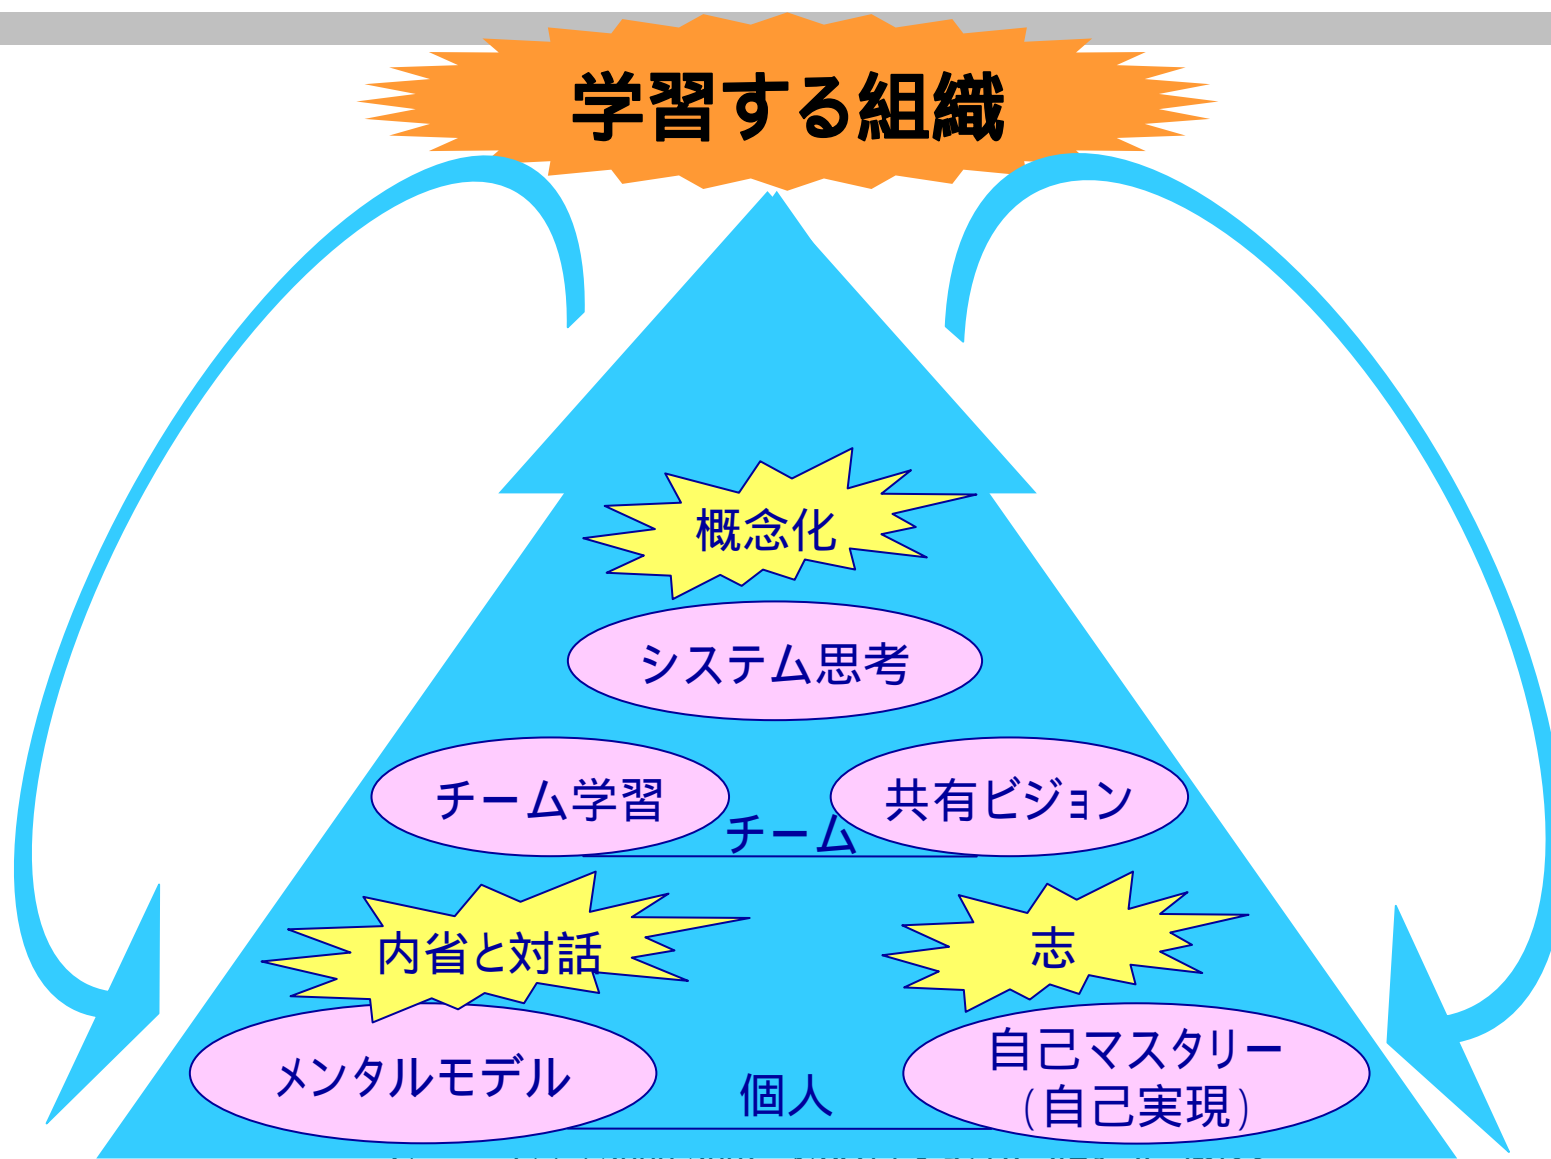 学習する組織
概念化
システム思考
チーム学習
共有ビジョン
チーム
内省と対話
志
メンタルモデル
自己マスタリー
（自己実現）
個人